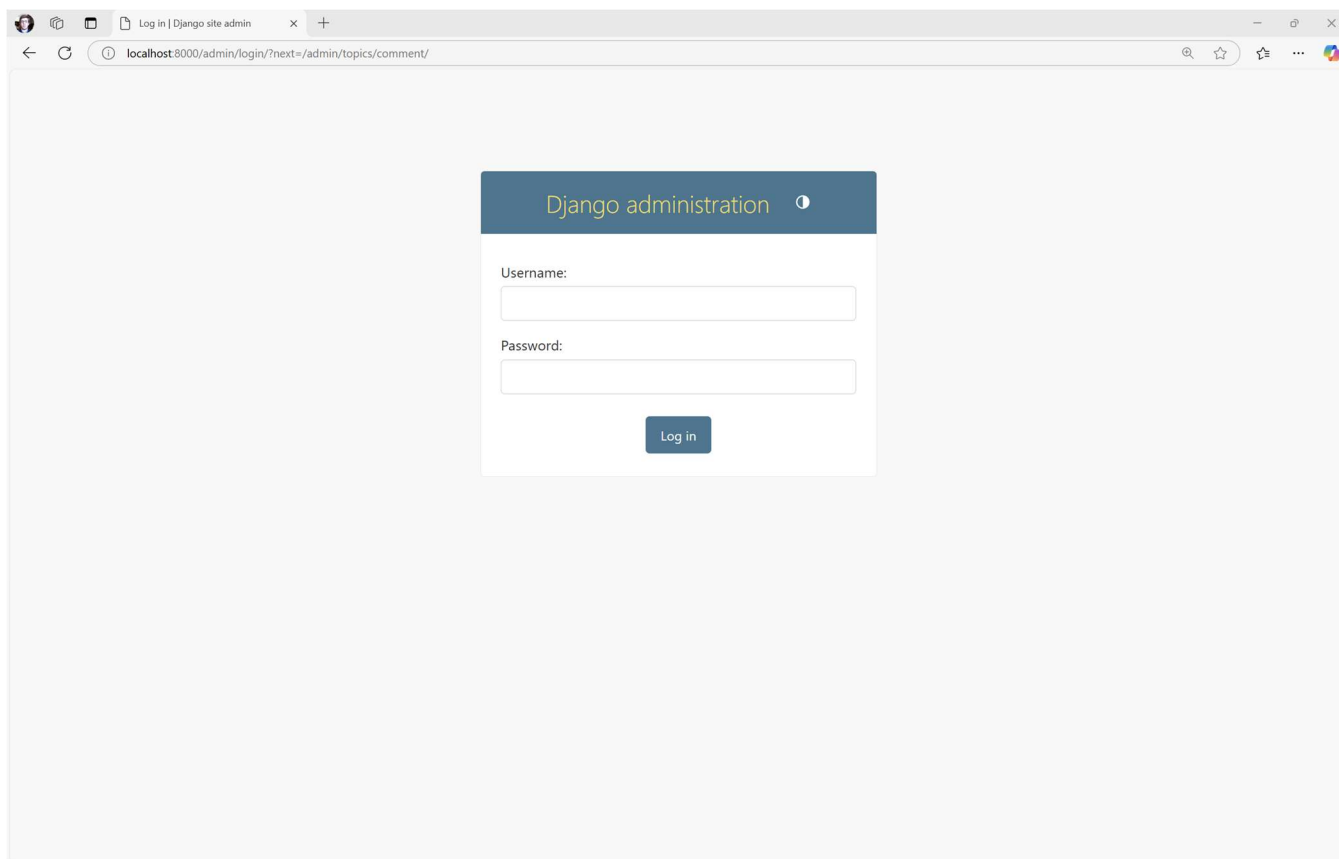 Log in | Django site admin
localhost:8000/admin/login/?next=/admin/topics/comment/
Django administration
Username:
Password:
Log in